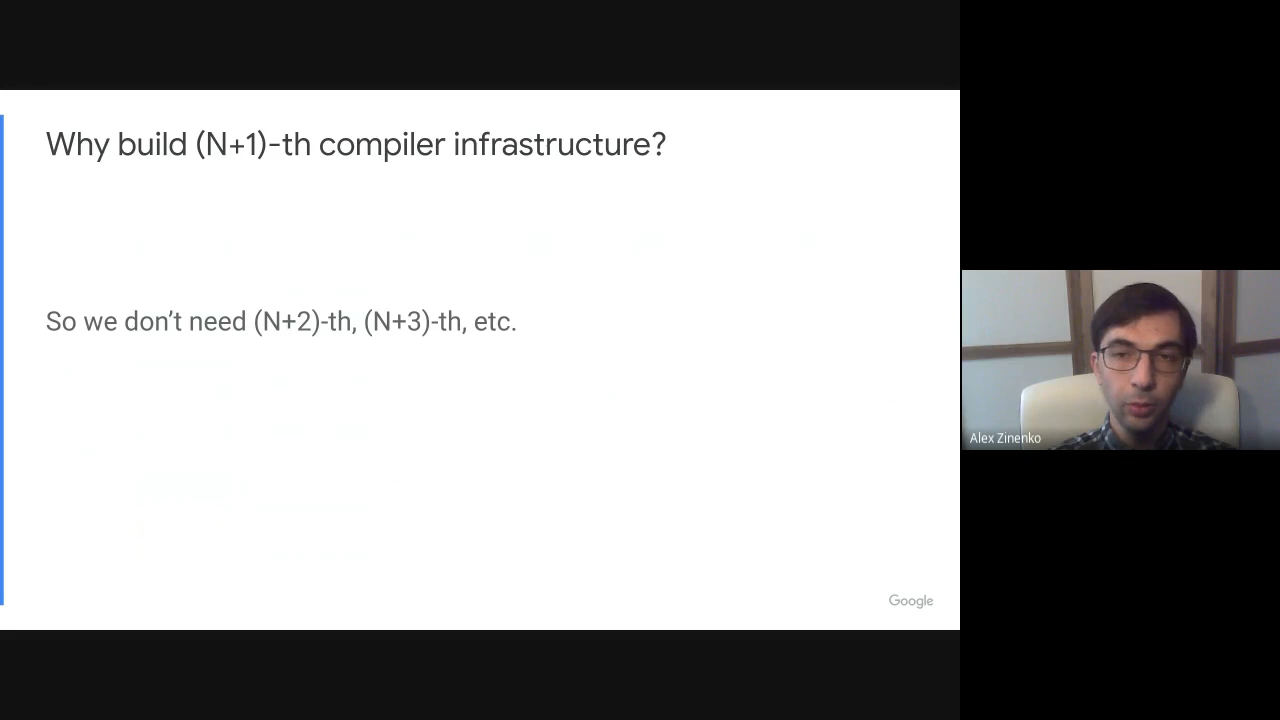 Why build (N+1)-th compiler infrastructure?
So we don’t need (N+2)-th, (N+3)-th, etc.
Google
Alex Zinenko